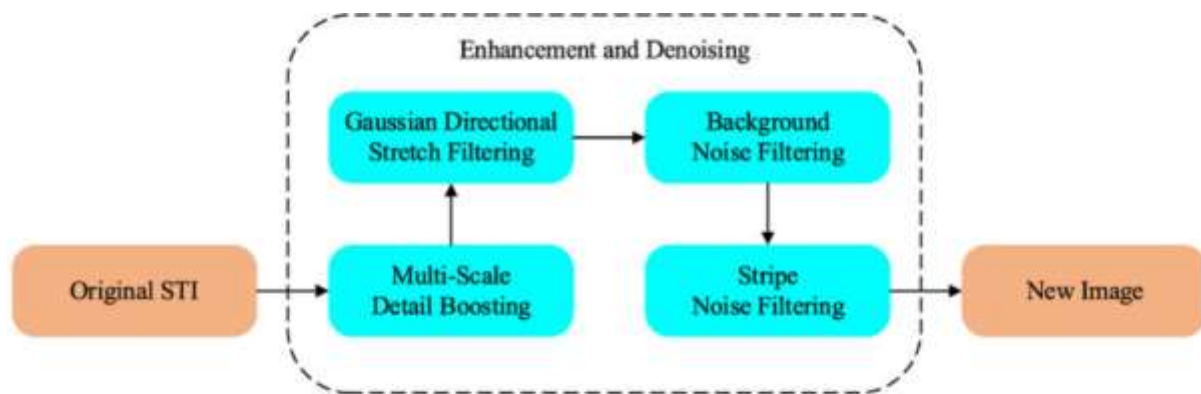 Enhancement and Denoising
Original STI
Multi-Scale
Detail Boosting
Gaussian Directional
Stretch Filtering
Background
Noise Filtering
Stripe
Noise Filtering
New Image